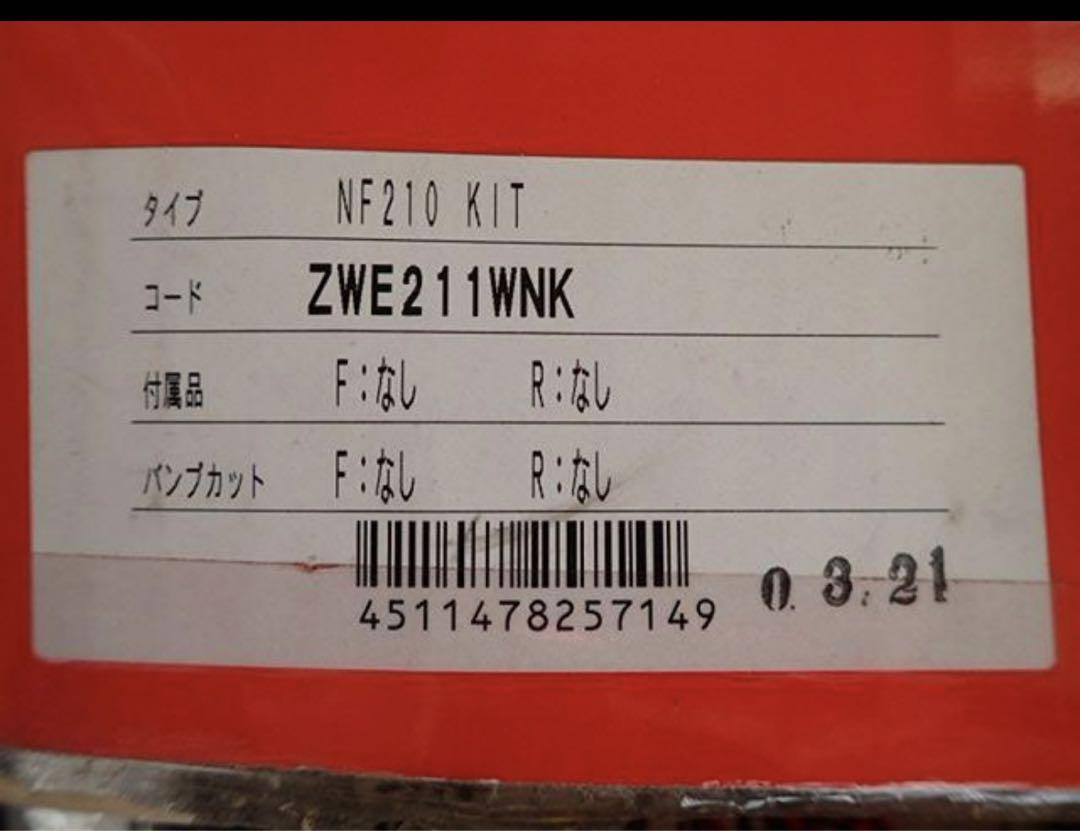 タイプ NF210 KIT
コード ZWE211WNK
付属品 F:なし R:なし
バンプカット F:なし R:なし
4511478257149
0. 3. 21